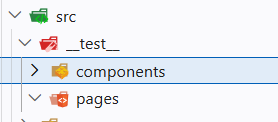 src
__test__
components
pages